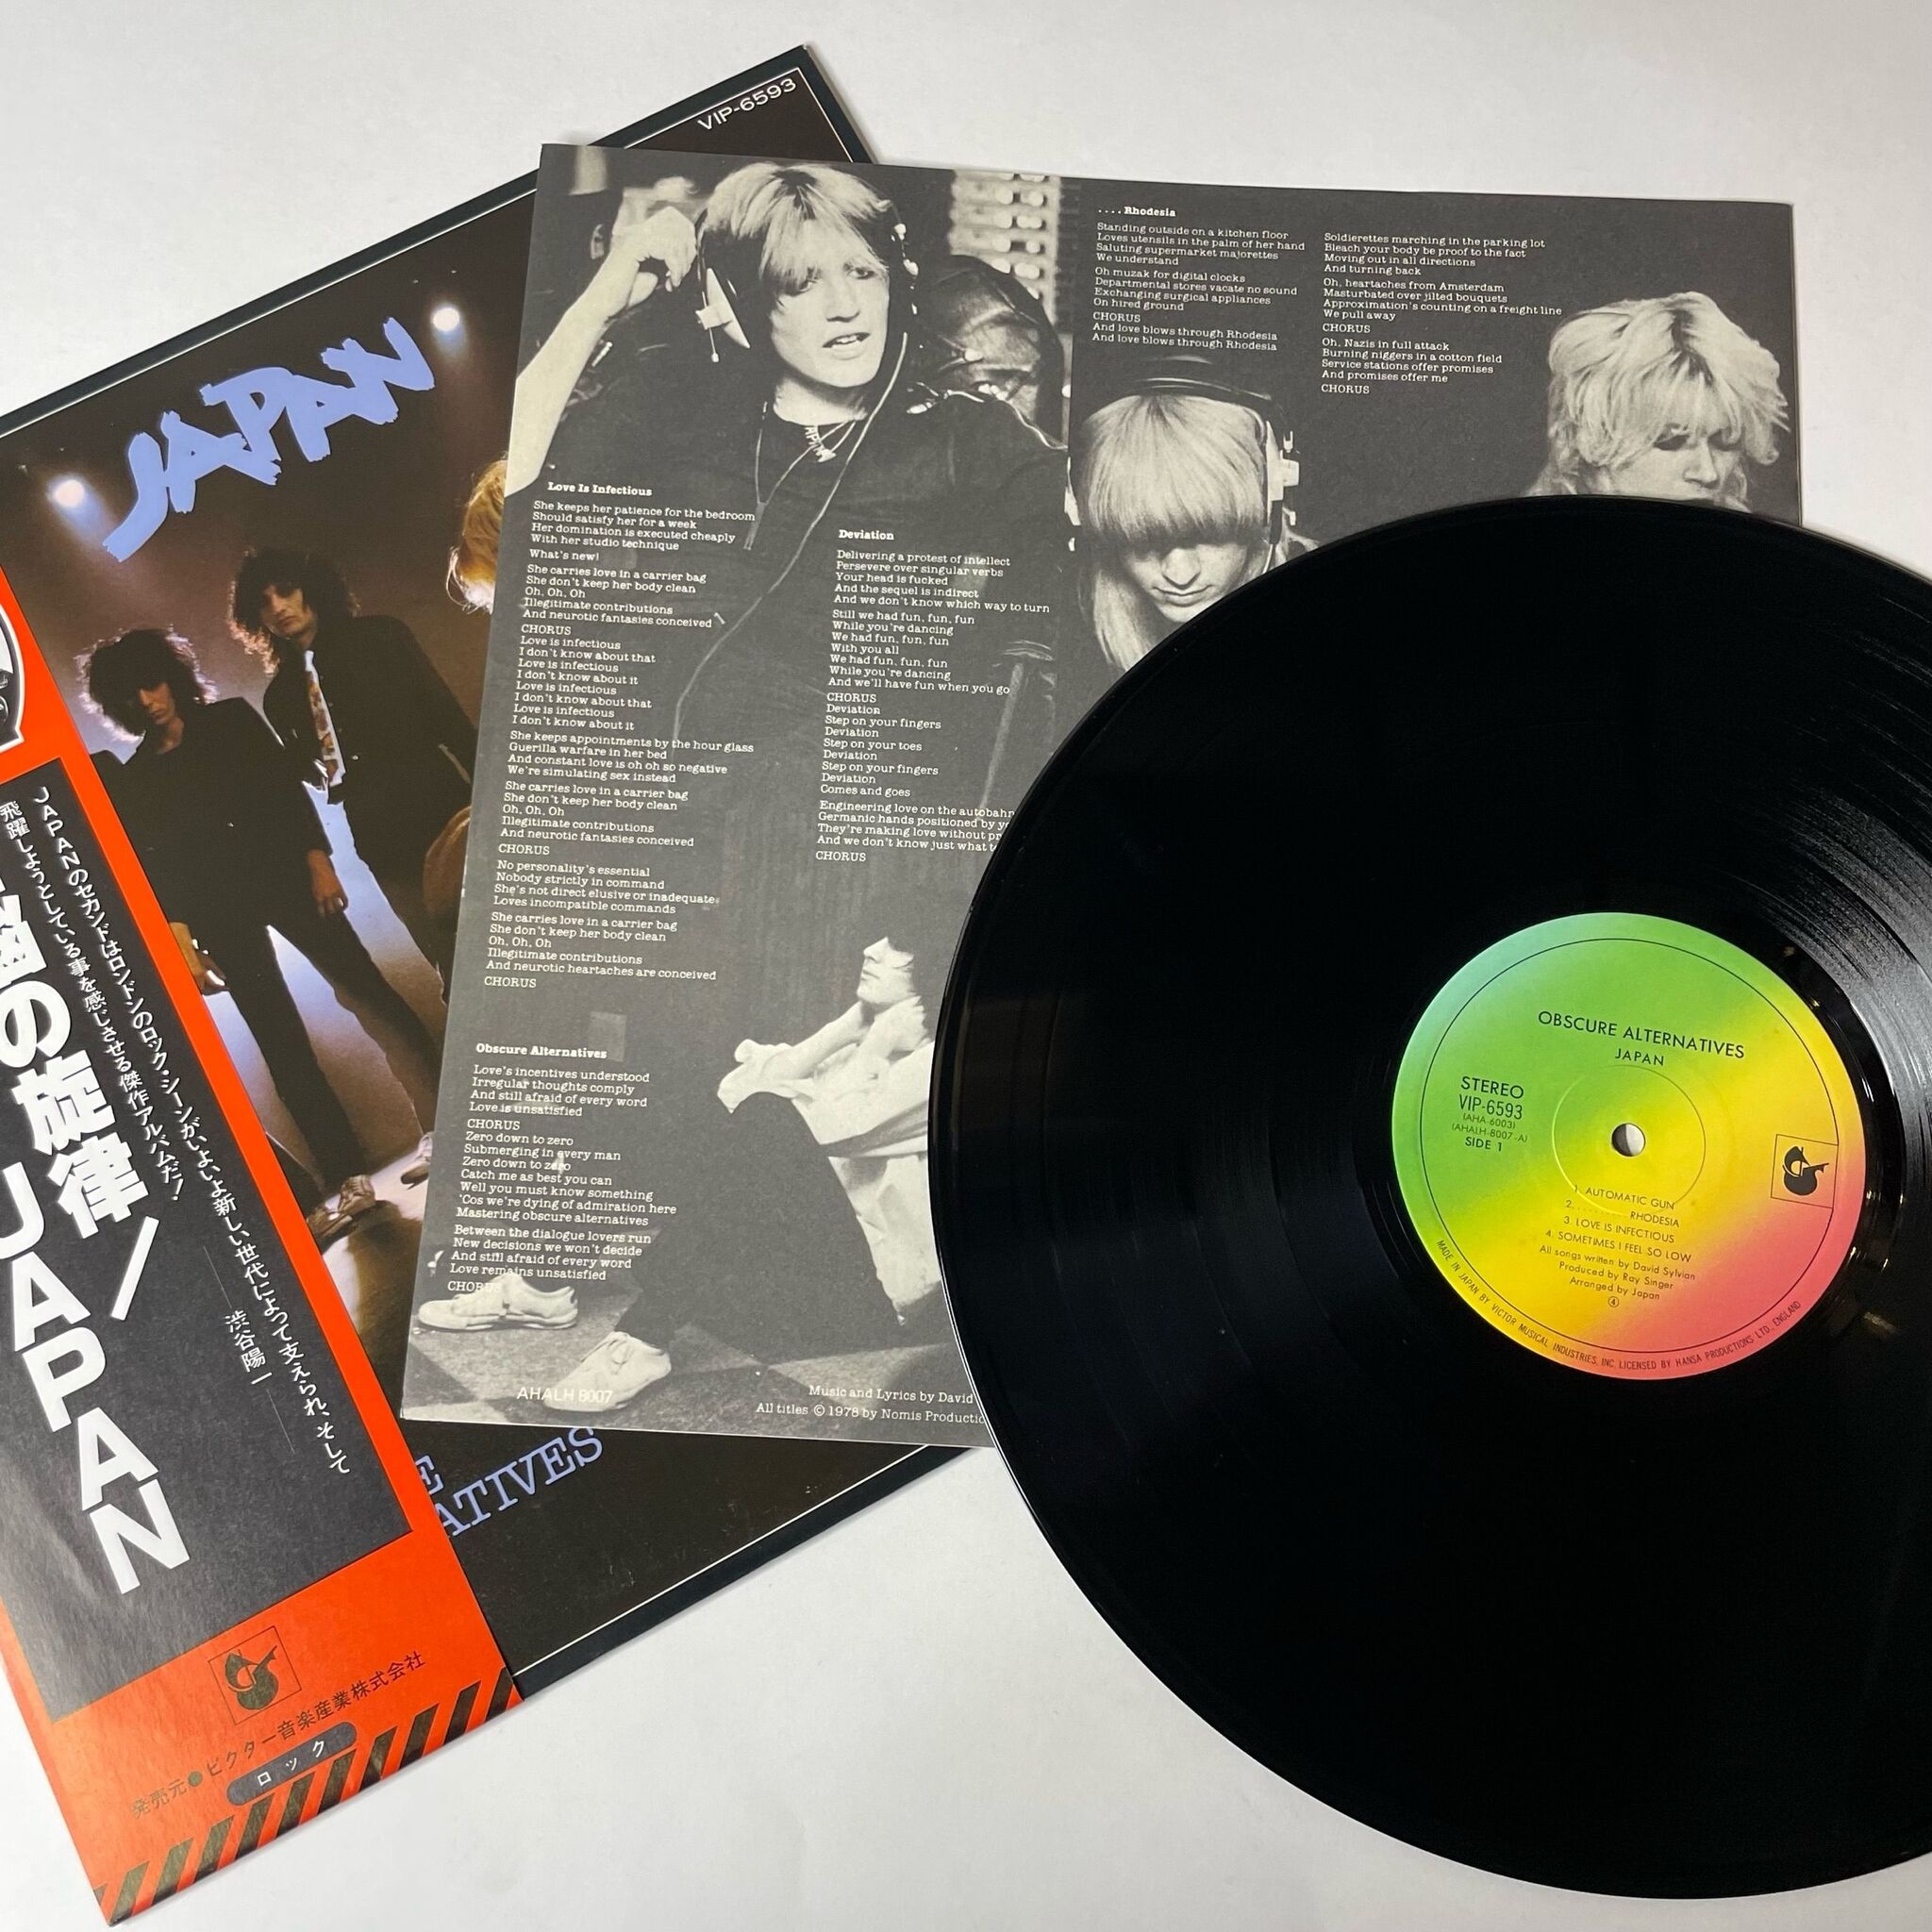 VIP-6593
JAPAN
JAPANのセカンドはロンドンのロック・シーンがいよいよ新しい世代によって支えられ、そして
飛躍しようとしている事を感じさせる傑作アルバムだ！
渋谷陽一
の旋律/
JAPAN
発売元●ビクター音楽産業株式会社
ロック
ATIVES
Love Is Infectious
She keeps her patience for the bedroom
Should satisfy her for a week
Her domination is executed cheaply
With her studio technique
What's new!
She carries love in a carrier bag
She don't keep her body clean
Oh, Oh, Oh
Illegitimate contributions
And neurotic fantasies conceived
CHORUS
Love is infectious
I don't know about that
Love is infectious
I don't know about it
Love is infectious
I don't know about that
Love is infectious
I don't know about it
She keeps appointments by the hour glass
Guerilla warfare in her bed
And constant love is oh oh so negative
We're simulating sex instead
She carries love in a carrier bag
She don't keep her body clean
Oh, Oh, Oh
Illegitimate contributions
And neurotic fantasies conceived
CHORUS
No personality's essential
Nobody strictly in command
She's not direct elusive or inadequate
Loves incompatible commands
She carries love in a carrier bag
She don't keep her body clean
Oh, Oh, Oh
Illegitimate contributions
And neurotic heartaches are conceived
CHORUS
Obscure Alternatives
Love's incentives understood
Irregular thoughts comply
And still afraid of every word
Love is unsatisfied
CHORUS
Zero down to zero
Submerging in every man
Zero down to zero
Catch me as best you can
Well you must know something
'Cos we're dying of admiration here
Mastering obscure alternatives
Between the dialogue lovers run
New decisions we won't decide
And still afraid of every word
Love remains unsatisfied
CHORUS
AHALH 8007
Deviation
Delivering a protest of intellect
Persevere over singular verbs
Your head is fucked
And the sequel is indirect
And we don't know which way to turn
Still we had fun, fun, fun
While you're dancing
We had fun, fun, fun
With you all
We had fun, fun, fun
While you're dancing
And we'll have fun when you go
CHORUS
Deviation
Step on your fingers
Deviation
Step on your toes
Deviation
Step on your fingers
Deviation
Comes and goes
Engineering love on the autobahn
Germanic hands positioned by
They're making love without
And we don't know just what
CHORUS
Music and Lyrics by David
All titles © 1978 by Nomis
.... Rhodesia
Standing outside on a kitchen floor
Loves utensils in the palm of her hand
Saluting supermarket majorettes
We understand
Oh muzak for digital clocks
Departmental stores vacate no sound
Exchanging surgical appliances
On hired ground
CHORUS
And love blows through Rhodesia
And love blows through Rhodesia
Soldierettes marching in the parking lot
Bleach your body be proof to the fact
Moving out in all directions
And turning back
Oh, heartaches from Amsterdam
Masturbated over jilted bouquets
Approximation's counting on a freight line
We pull away
CHORUS
Oh, Nazis in full attack
Burning niggers in a cotton field
Service stations offer promises
And promises offer me
CHORUS
OBSCURE ALTERNATIVES
JAPAN
STEREO
VIP-6593
(AHA-6003)
(AHALH-8007-A)
SIDE 1
1. AUTOMATIC GUN
2. ........ RHODESIA
3. LOVE IS INFECTIOUS
4. SOMETIMES I FEEL SO LOW
All songs written by David Sylvian
Produced by Ray Singer
Arranged by Japan
④
MADE IN JAPAN BY VICTOR MUSICAL INDUSTRIES, INC. LICENSED BY HANSA PRODUCTIONS LTD., ENGLAND